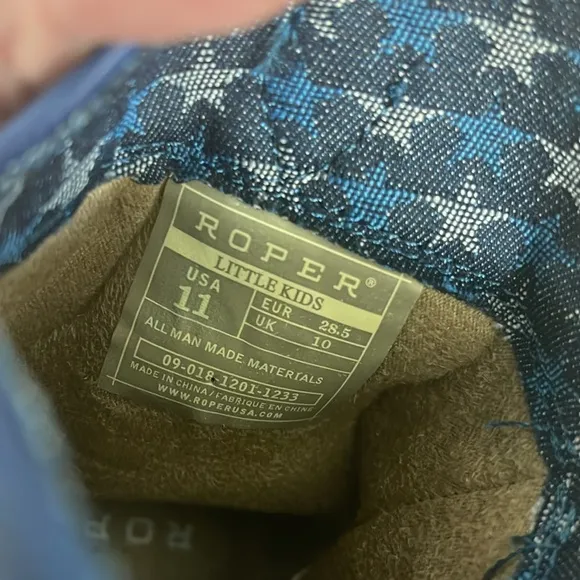 ROPER®
LITTLE KIDS
USA 11
EUR 28.5
UK 10
ALL MAN MADE MATERIALS
09-018-1201-1233
MADE IN CHINA / FABRIQUE EN CHINE
WWW.ROPERUSA.COM
ROPER